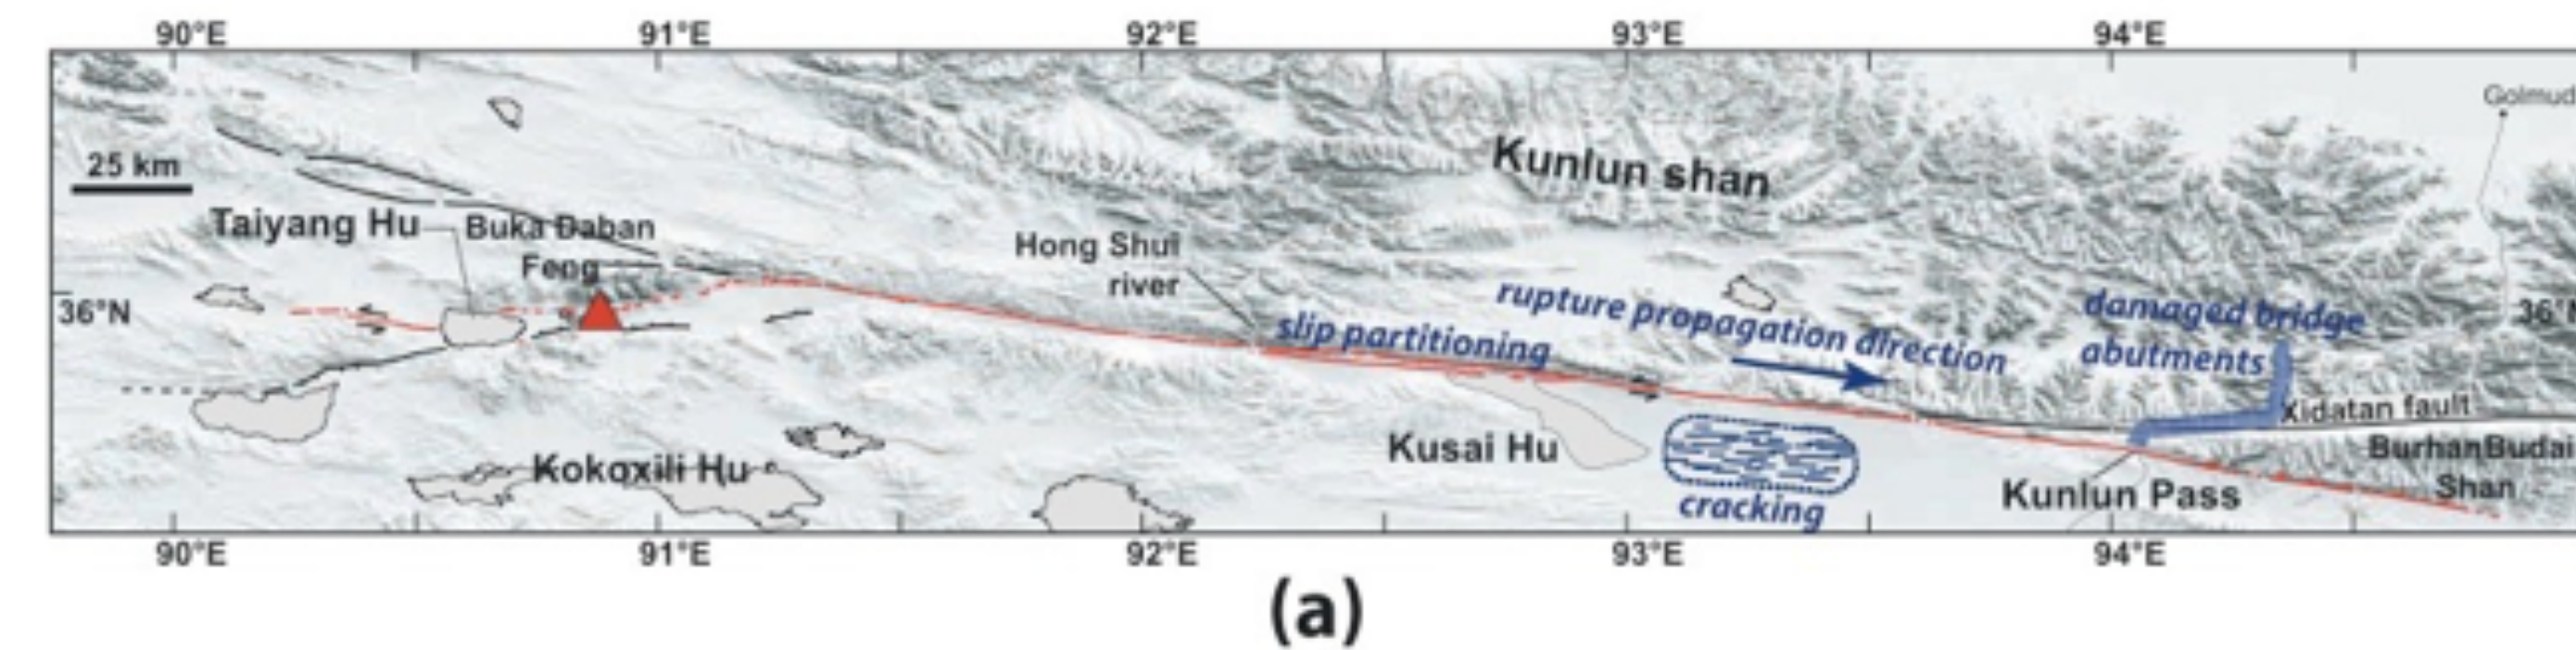 90°E 91°E 92°E 93°E 94°E
Golmud
25 km
Kunlun shan
Taiyang Hu
Buka Daban
Feng
Hong Shui
river
36°N
36°N
rupture propagation direction
slip partitioning
damaged bridge
abutments
Xidatan fault
Kusai Hu
BurhanBudai
Shan
Kokoxili Hu
Kunlun Pass
cracking
90°E 91°E 92°E 93°E 94°E
(a)